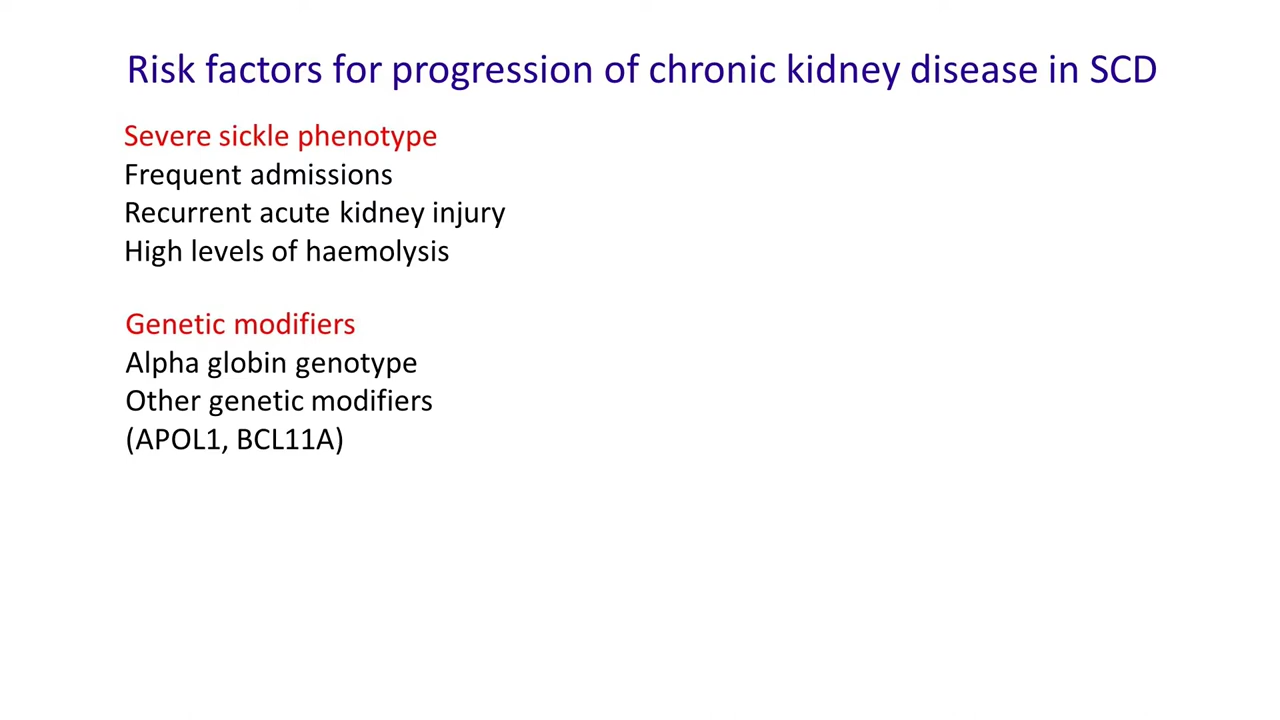 Risk factors for progression of chronic kidney disease in SCD
Severe sickle phenotype
Frequent admissions
Recurrent acute kidney injury
High levels of haemolysis
Genetic modifiers
Alpha globin genotype
Other genetic modifiers
(APOL1, BCL11A)